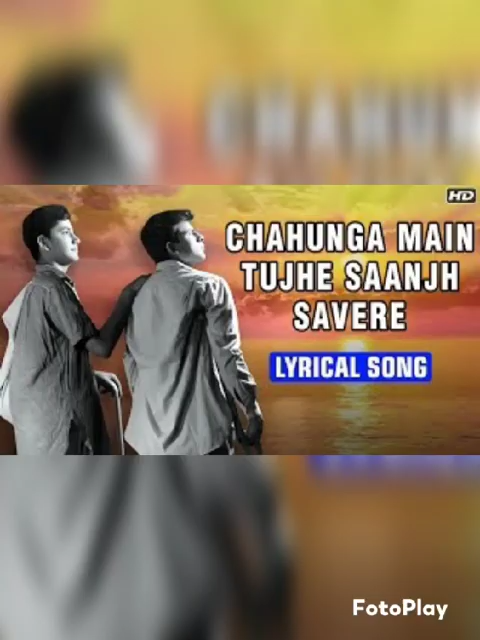 HD
CHAHUNGA MAIN
TUJHE SAANJH
SAVERE
LYRICAL SONG
FotoPlay